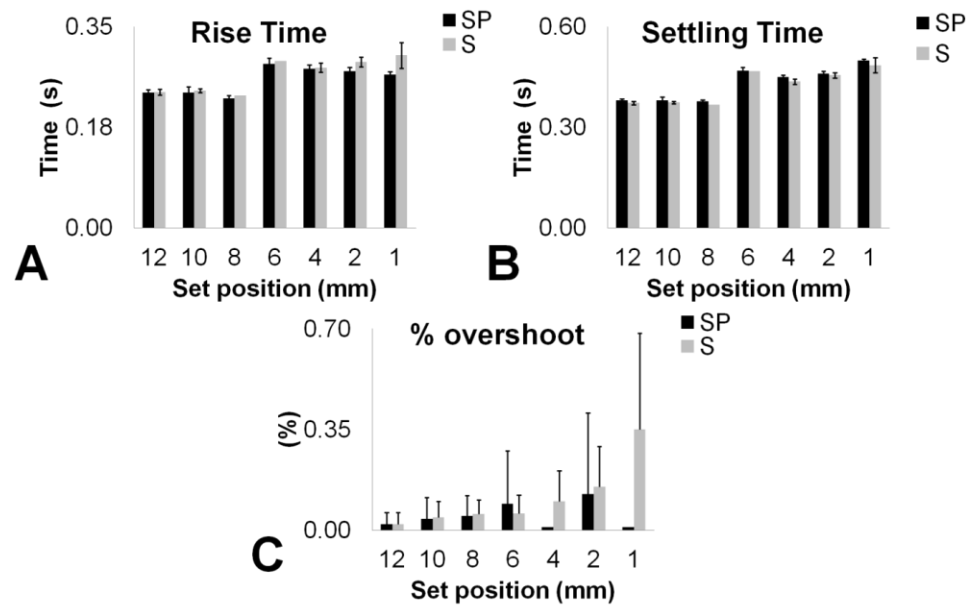 Rise Time
SP
S
0.35
0.18
0.00
Time (s)
12 10 8 6 4 2 1
Set position (mm)
A
Settling Time
SP
S
0.60
0.30
0.00
Time (s)
12 10 8 6 4 2 1
Set position (mm)
B
% overshoot
SP
S
0.70
0.35
0.00
(%)
12 10 8 6 4 2 1
Set position (mm)
C